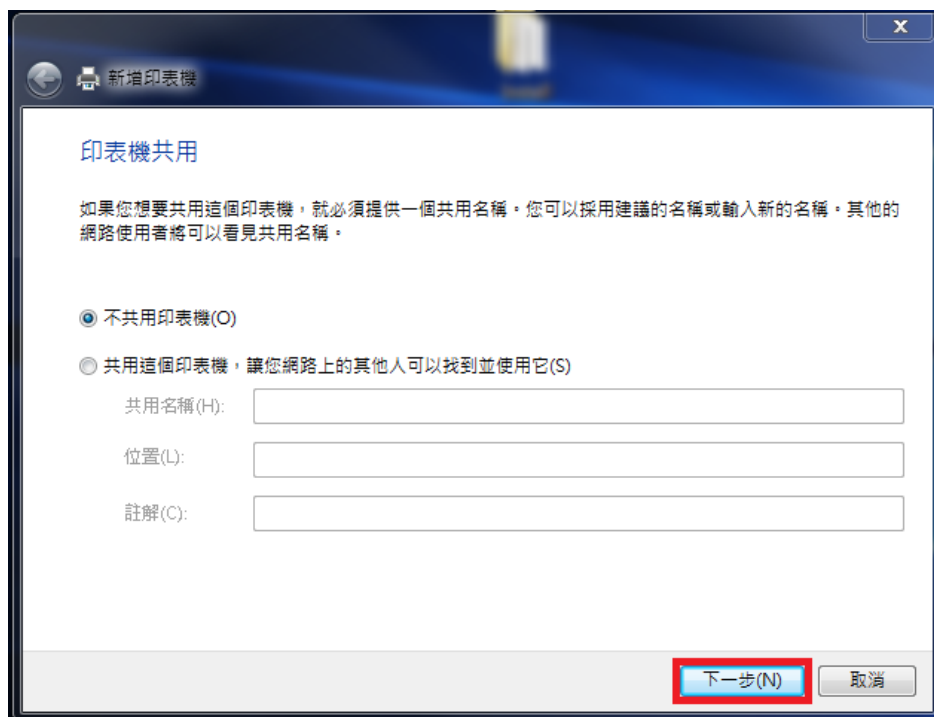 X
新增印表機
印表機共用
如果您想要共用這個印表機，就必須提供一個共用名稱。您可以採用建議的名稱或輸入新的名稱。其他的
網路使用者將可以看見共用名稱。
不共用印表機(O)
共用這個印表機，讓您網路上的其他人可以找到並使用它(S)
共用名稱(H):
位置(L):
註解(C):
下一步(N)
取消